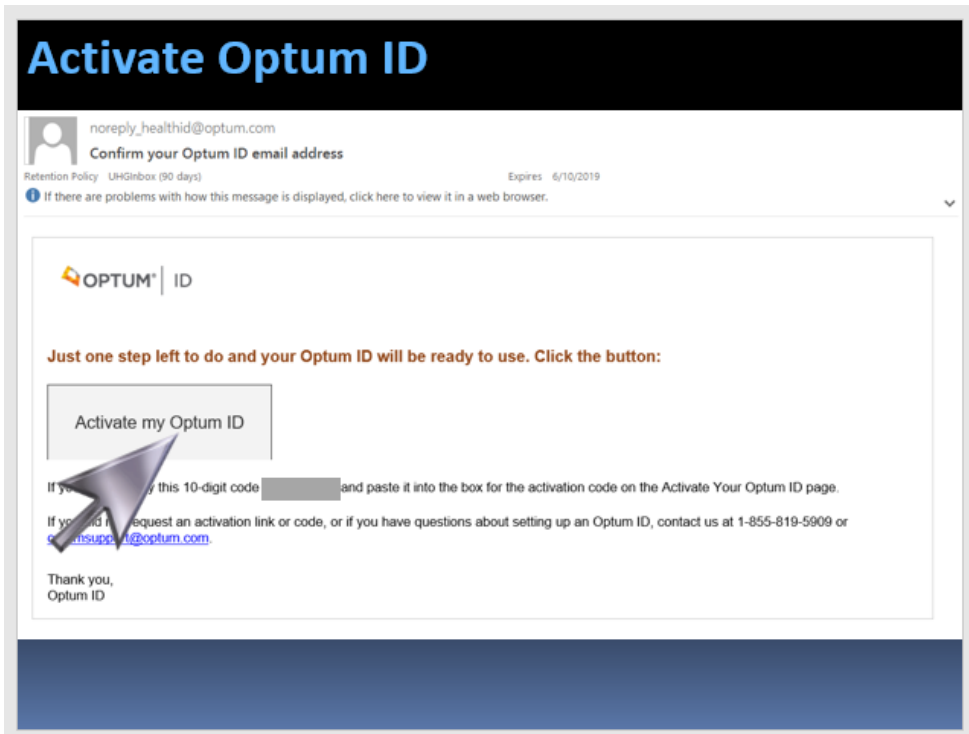 Activate Optum ID
noreply_healthid@optum.com
Confirm your Optum ID email address
Retention Policy UHGInbox (90 days) Expires 6/10/2019
If there are problems with how this message is displayed, click here to view it in a web browser.
OPTUM® ID
Just one step left to do and your Optum ID will be ready to use. Click the button:
Activate my Optum ID
If this 10-digit code and paste it into the box for the activation code on the Activate Your Optum ID page.
If you request an activation link or code, or if you have questions about setting up an Optum ID, contact us at 1-855-819-5909 or
@optum.com.
Thank you,
Optum ID